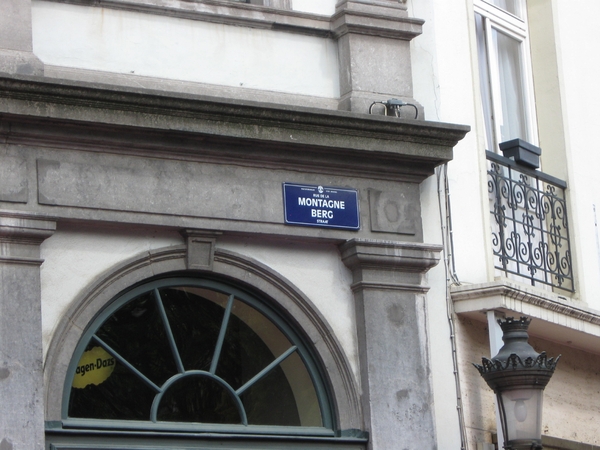 RUE DE LA
MONTAGNE
BERG
STRAAT
agen-Dazs